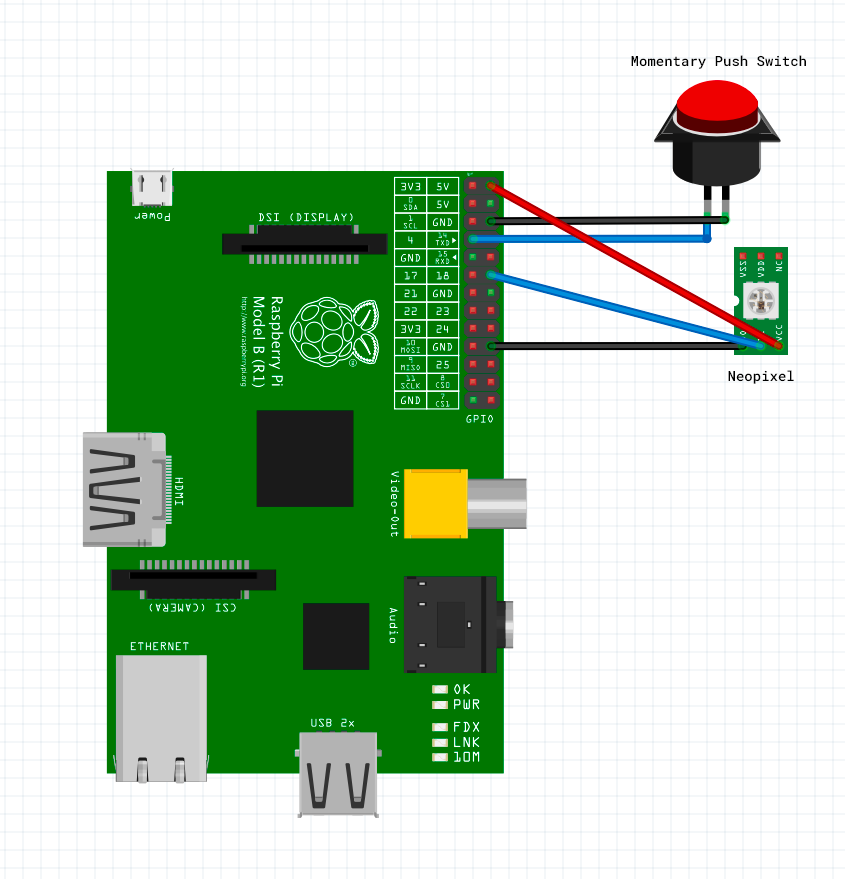 Momentary Push Switch
Power
DSI (DISPLAY)
3V3 5V
0 SDA 5V
1 SCL GND
4 14 TXD
GND 15 RXD
17 18
21 GND
22 23
3V3 24
10 MOSI GND
9 MISO 25
11 SCLK 8 CS0
GND 7 CS1
GPIO
Raspberry Pi
Model B (R1)
http://www.raspberrypi.org
VSS VDD NC
VCC
Neopixel
HDMI
Video-Out
CSI (CAMERA)
Audio
ETHERNET
OK
PWR
FDX
LNK
10M
USB 2x